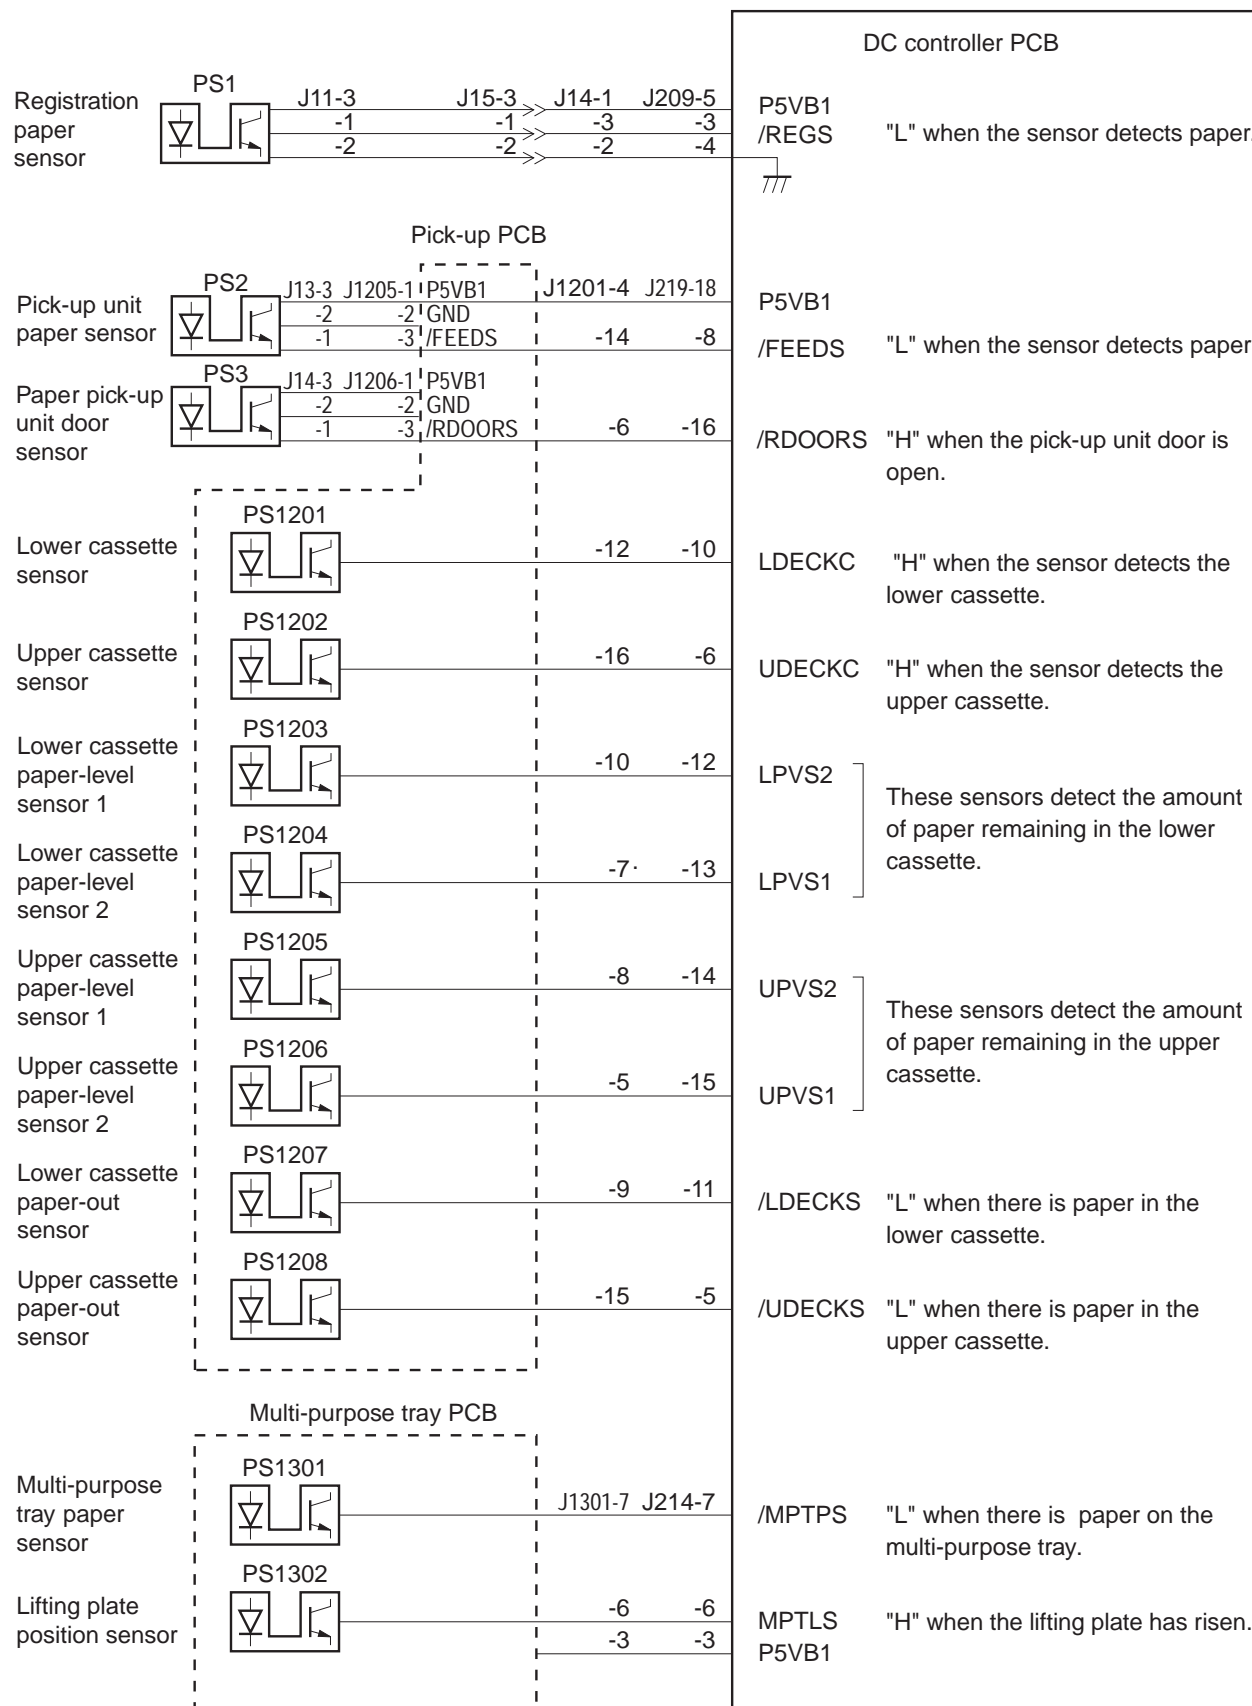 DC controller PCB
PS1
Registration
paper
sensor
J11-3 J15-3 J14-1 J209-5 P5VB1
-1 -1 -3 -3 /REGS "L" when the sensor detects paper.
-2 -2 -2 -4
Pick-up PCB
PS2
Pick-up unit
paper sensor
J13-3 J1205-1 P5VB1 J1201-4 J219-18 P5VB1
-2 -2 GND
-1 -3 /FEEDS -14 -8 /FEEDS "L" when the sensor detects paper
PS3
Paper pick-up
unit door
sensor
J14-3 J1206-1 P5VB1
-2 -2 GND
-1 -3 /RDOORS -6 -16 /RDOORS "H" when the pick-up unit door is
open.
PS1201
Lower cassette
sensor
-12 -10 LDECKC "H" when the sensor detects the
lower cassette.
PS1202
Upper cassette
sensor
-16 -6 UDECKC "H" when the sensor detects the
upper cassette.
PS1203
Lower cassette
paper-level
sensor 1
-10 -12 LPVS2
These sensors detect the amount
of paper remaining in the lower
cassette.
PS1204
Lower cassette
paper-level
sensor 2
-7 -13 LPVS1
PS1205
Upper cassette
paper-level
sensor 1
-8 -14 UPVS2
These sensors detect the amount
of paper remaining in the upper
cassette.
PS1206
Upper cassette
paper-level
sensor 2
-5 -15 UPVS1
PS1207
Lower cassette
paper-out
sensor
-9 -11 /LDECKS "L" when there is paper in the
lower cassette.
PS1208
Upper cassette
paper-out
sensor
-15 -5 /UDECKS "L" when there is paper in the
upper cassette.
Multi-purpose tray PCB
PS1301
Multi-purpose
tray paper
sensor
J1301-7 J214-7 /MPTPS "L" when there is paper on the
multi-purpose tray.
PS1302
Lifting plate
position sensor
-6 -6 MPTLS "H" when the lifting plate has risen.
-3 -3 P5VB1